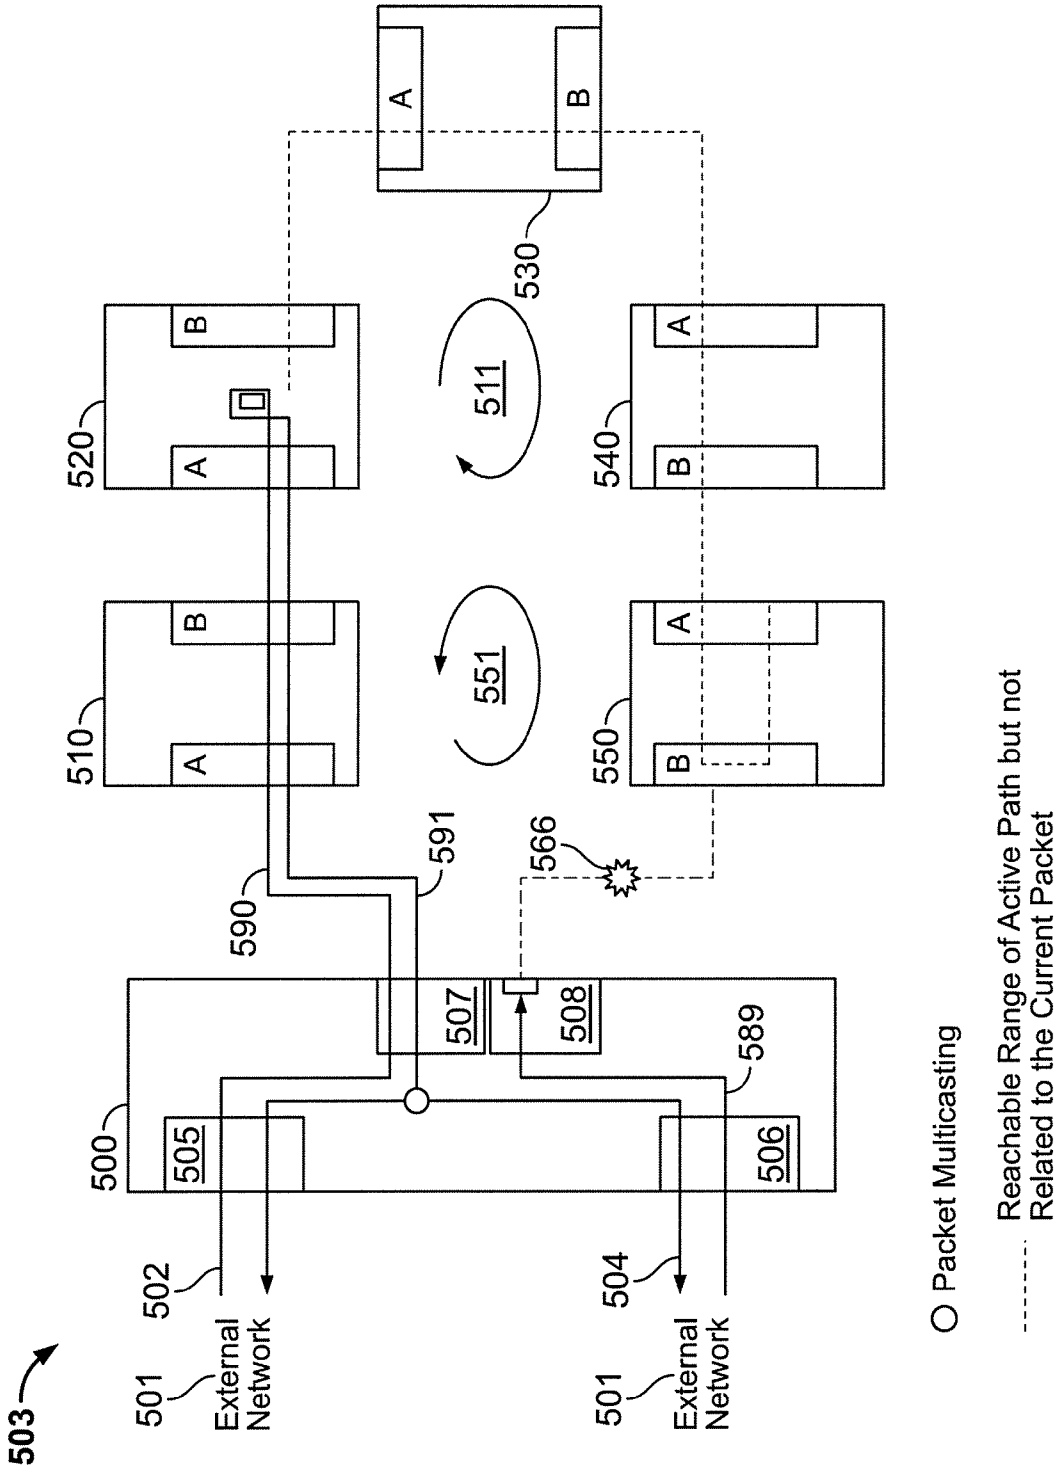 503
501
External
Network
502
500
505
590
591
507
510
A
B
520
A
B
530
A
B
551
511
501
External
Network
504
506
589
508
566
550
B
A
540
B
A
Packet Multicasting
Reachable Range of Active Path but not
Related to the Current Packet